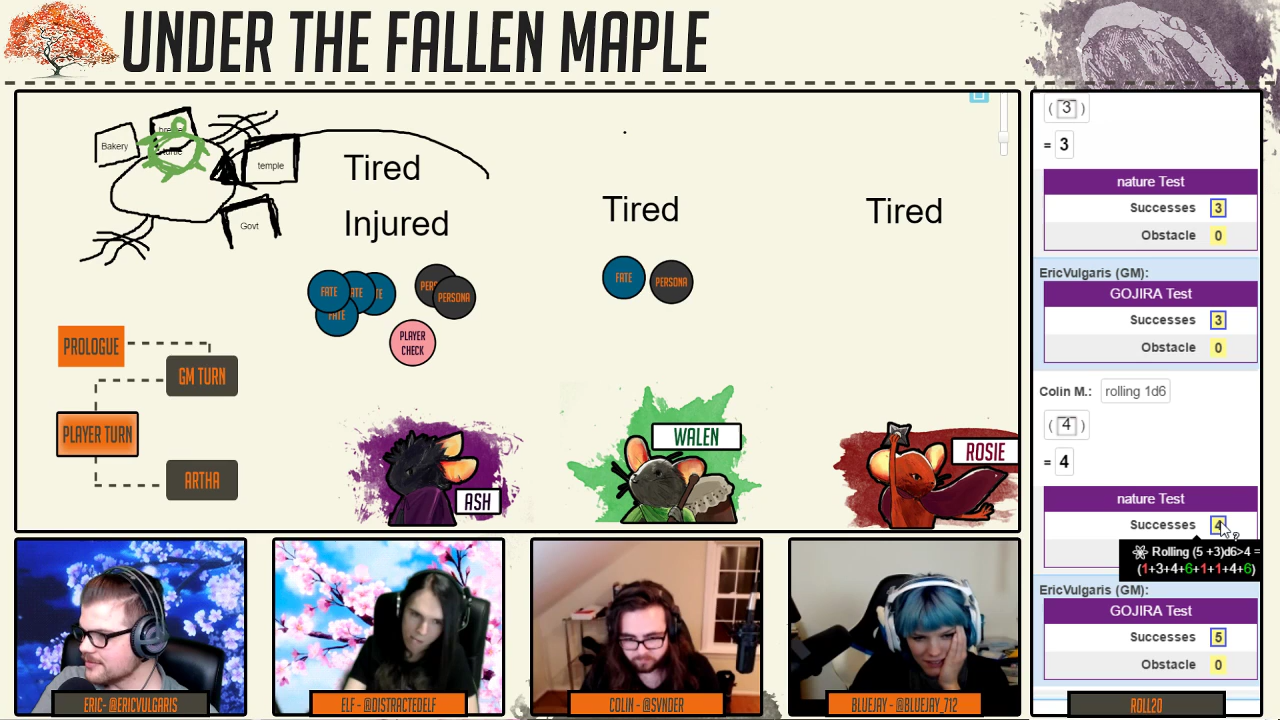 UNDER THE FALLEN MAPLE
Bakery
temple
Govt
Tired
Injured
Tired
Tired
FATE
FATE
PERSONA
PLAYER
CHECK
FATE
PERSONA
PROLOGUE
GM TURN
PLAYER TURN
ARTHA
ASH
WALEN
ROSIE
(3)
= 3
nature Test
Successes 3
Obstacle 0
EricVulgaris (GM):
GOJIRA Test
Successes 3
Obstacle 0
Colin M.: rolling 1d6
(4)
= 4
nature Test
Successes 4
Rolling (5 +3)d6>4 =
(1+3+4+6+1+1+4+6)
EricVulgaris (GM):
GOJIRA Test
Successes 5
Obstacle 0
ERIC- @ERICVULGARIS
ELF - @DISTRACTEDELF
COLIN - @SVNDER
BLUEJAY - @BLUEJAY_712
ROLL20